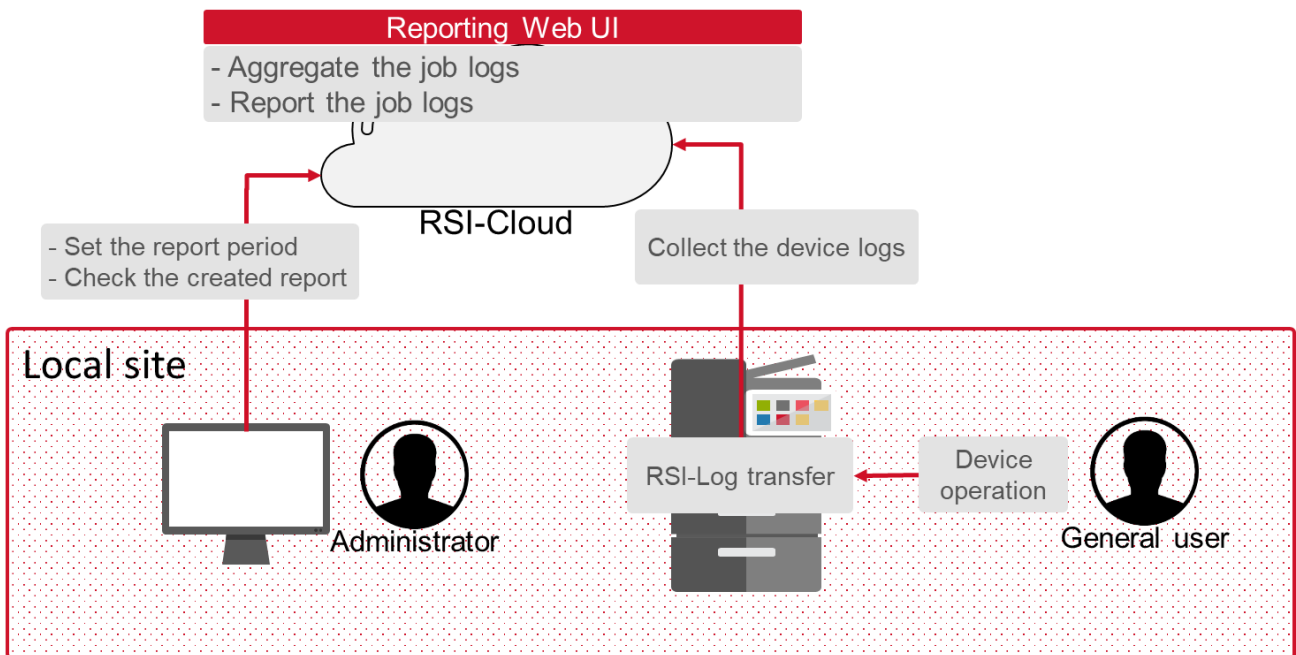 Reporting Web UI
- Aggregate the job logs
- Report the job logs
RSI-Cloud
- Set the report period
- Check the created report
Collect the device logs
Local site
RSI-Log transfer
Device
operation
Administrator
General user